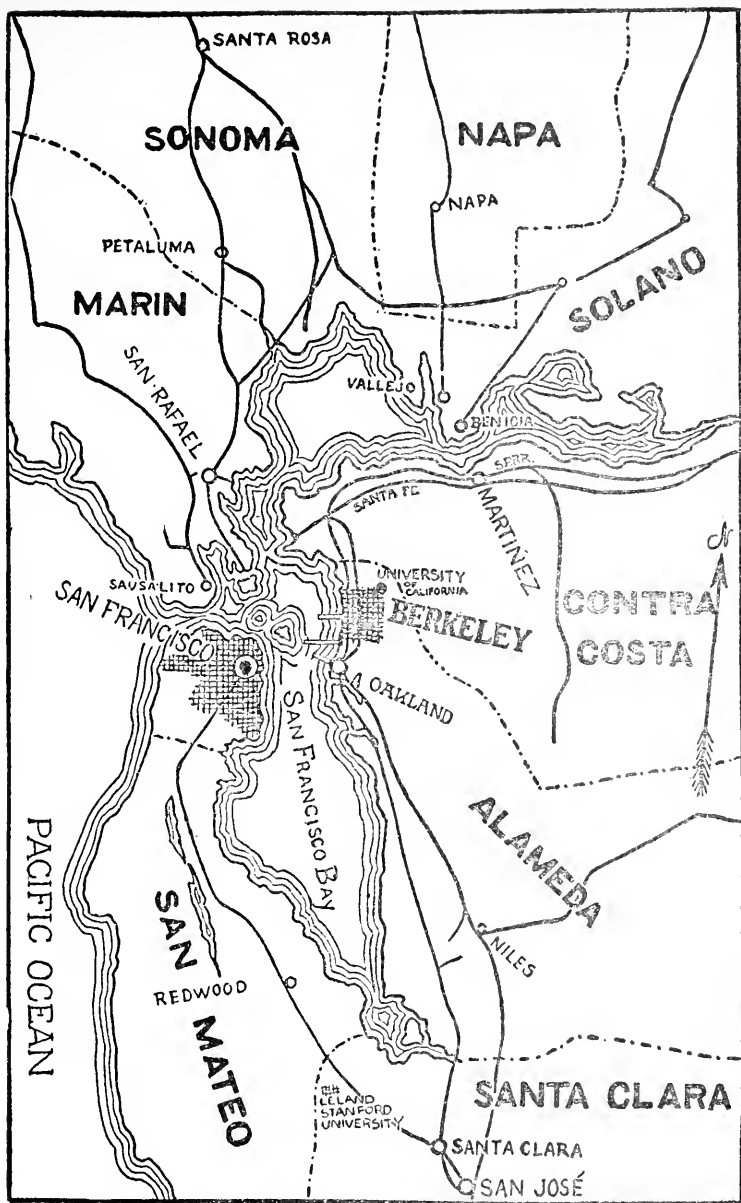 SANTA ROSA
SONOMA
NAPA
NAPA
PETALUMA
SOLANO
MARIN
SAN RAFAEL
VALLEJO
BENICIA
S.P.R.R.
SANTA FE
MARTINEZ
N
SAUSALITO
UNIVERSITY
OF
CALIFORNIA
SAN FRANCISCO
BERKELEY
CONTRA
COSTA
OAKLAND
SAN FRANCISCO BAY
ALAMEDA
PACIFIC OCEAN
SAN MATEO
NILES
REDWOOD
THE
LELAND
STANFORD
UNIVERSITY
SANTA CLARA
SANTA CLARA
SAN JOSÉ